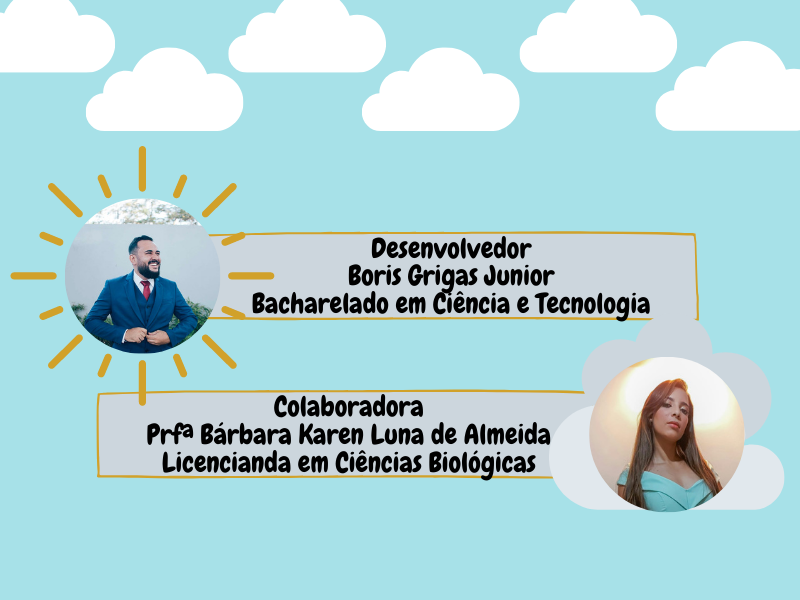 Desenvolvedor
Boris Grigas Junior
Bacharelado em Ciência e Tecnologia
Colaboradora
Prfª Bárbara Karen Luna de Almeida
Licencianda em Ciências Biológicas